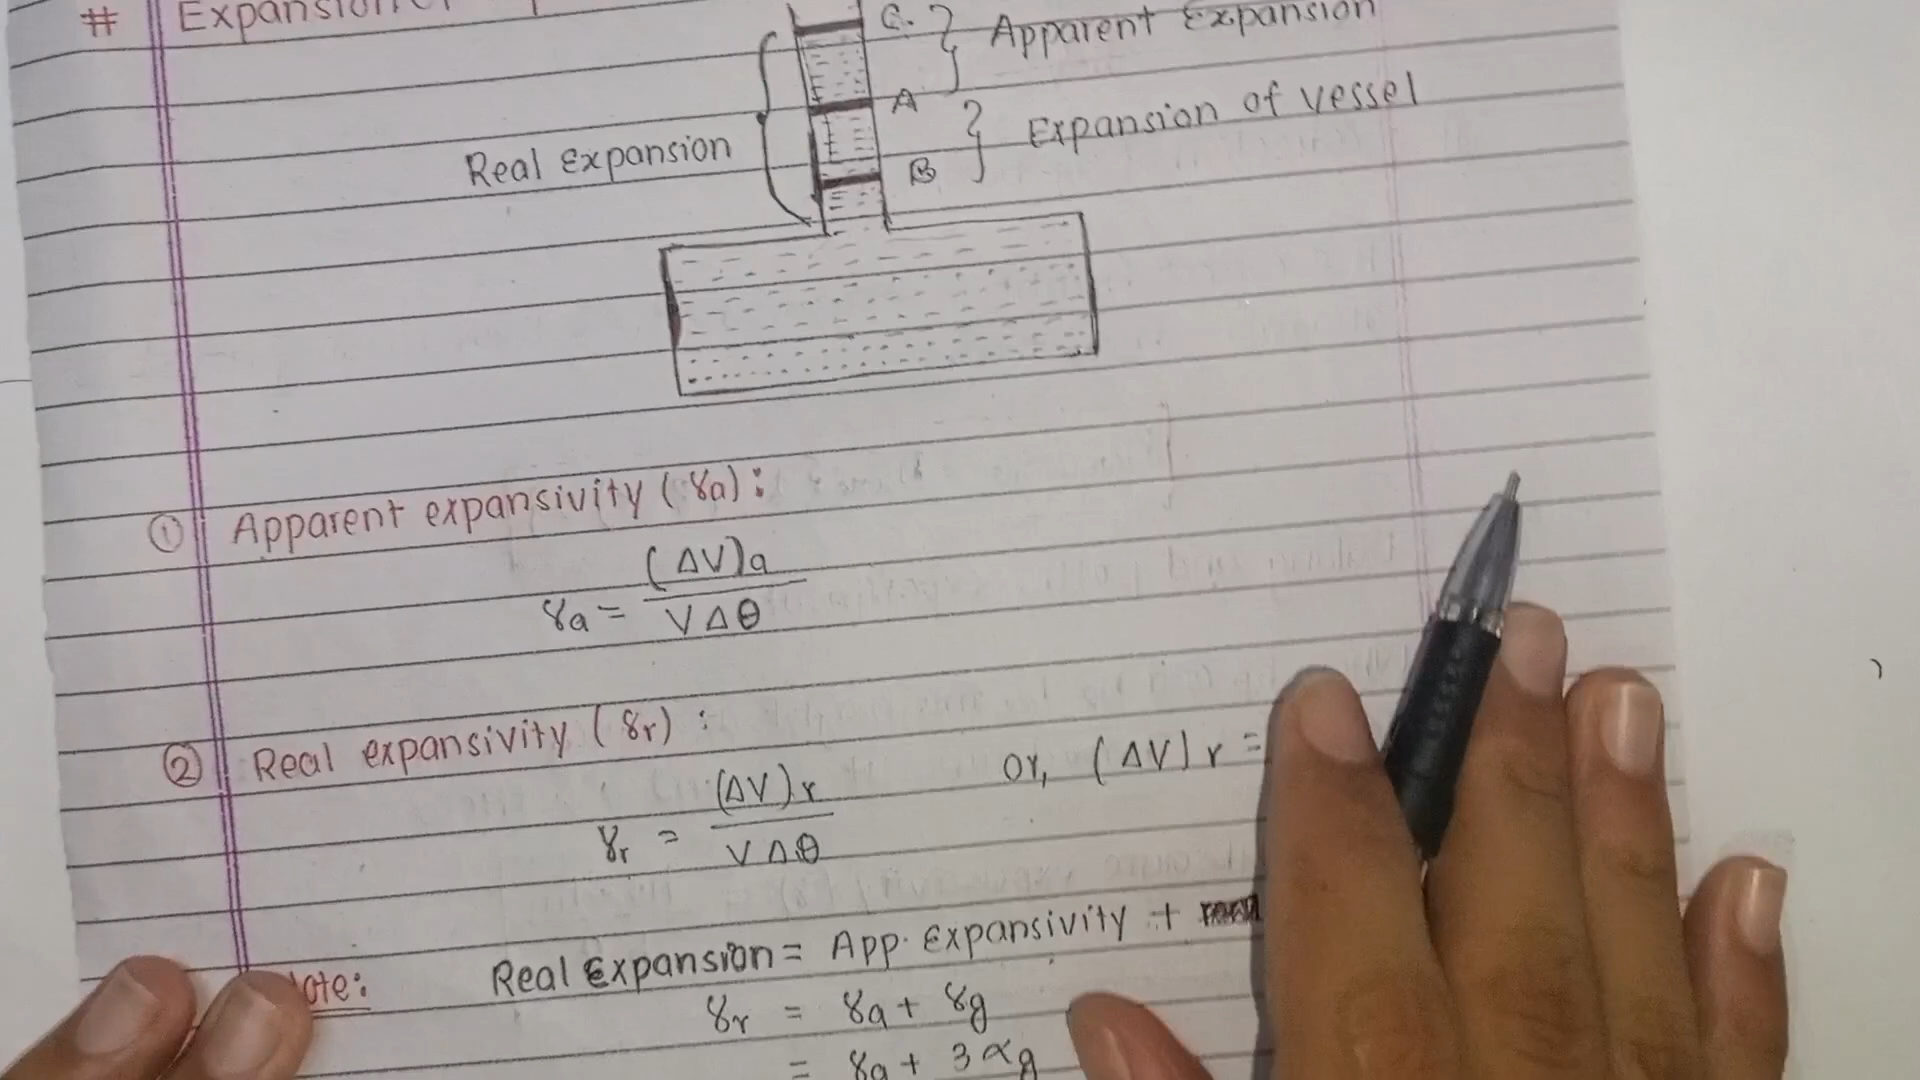 # Expansion
C. } Apparent Expansion
A
Real Expansion } Expansion of vessel
B
① Apparent expansivity (γa):
γa = (ΔV)a / VΔθ
② Real expansivity (γr):
γr = (ΔV)r / VΔθ or, (ΔV)r =
ote: Real Expansion = App. Expansivity +
γr = γa + γg
= γa + 3αg